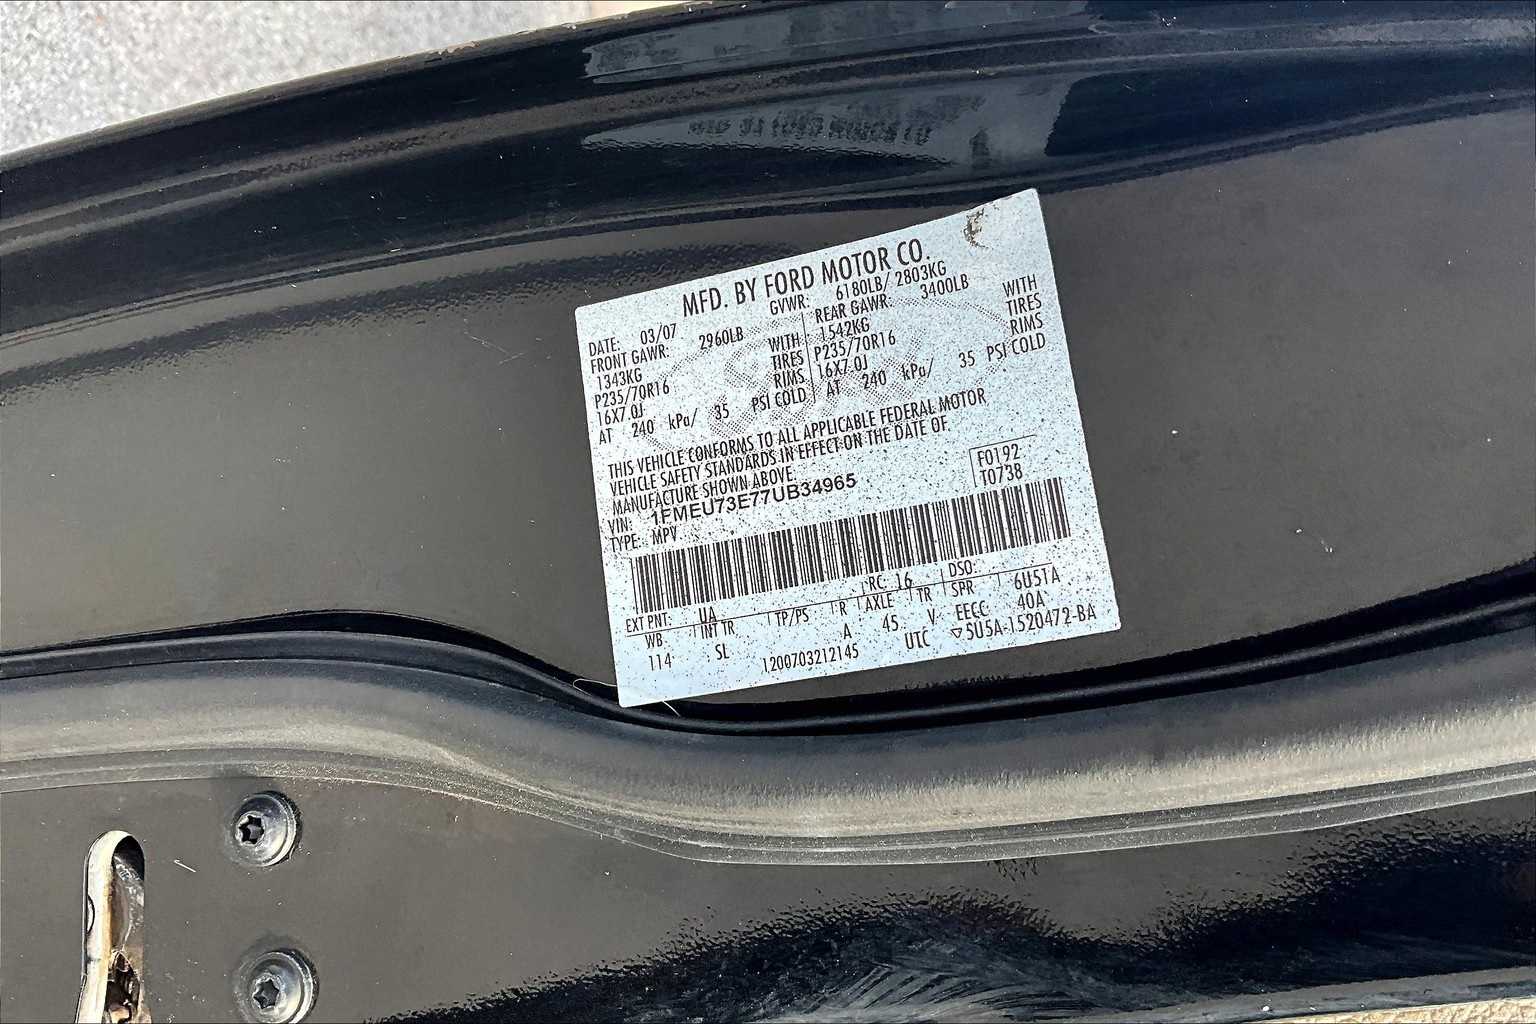 MFD. BY FORD MOTOR CO.
DATE: 03/07 GVWR: 6180LB/ 2803KG
FRONT GAWR: 2960LB REAR GAWR: 3400LB
1343KG WITH 1542KG WITH
P235/70R16 TIRES P235/70R16 TIRES
16X7.0J RIMS 16X7.0J RIMS
AT 240 kPa/ 35 PSI COLD AT 240 kPa/ 35 PSI COLD
THIS VEHICLE CONFORMS TO ALL APPLICABLE FEDERAL MOTOR
VEHICLE SAFETY STANDARDS IN EFFECT ON THE DATE OF
MANUFACTURE SHOWN ABOVE.
VIN: 1FMEU73E77UB34965
TYPE: MPV
F0192
T0738
EXT PNT: UA RC: 16 DSO:
WB INT TR TP/PS R AXLE TR SPR 6U5TA
114 SL A 45 V EECC 40A
1200703212145 UTC ▽5U5A-1520472-BA